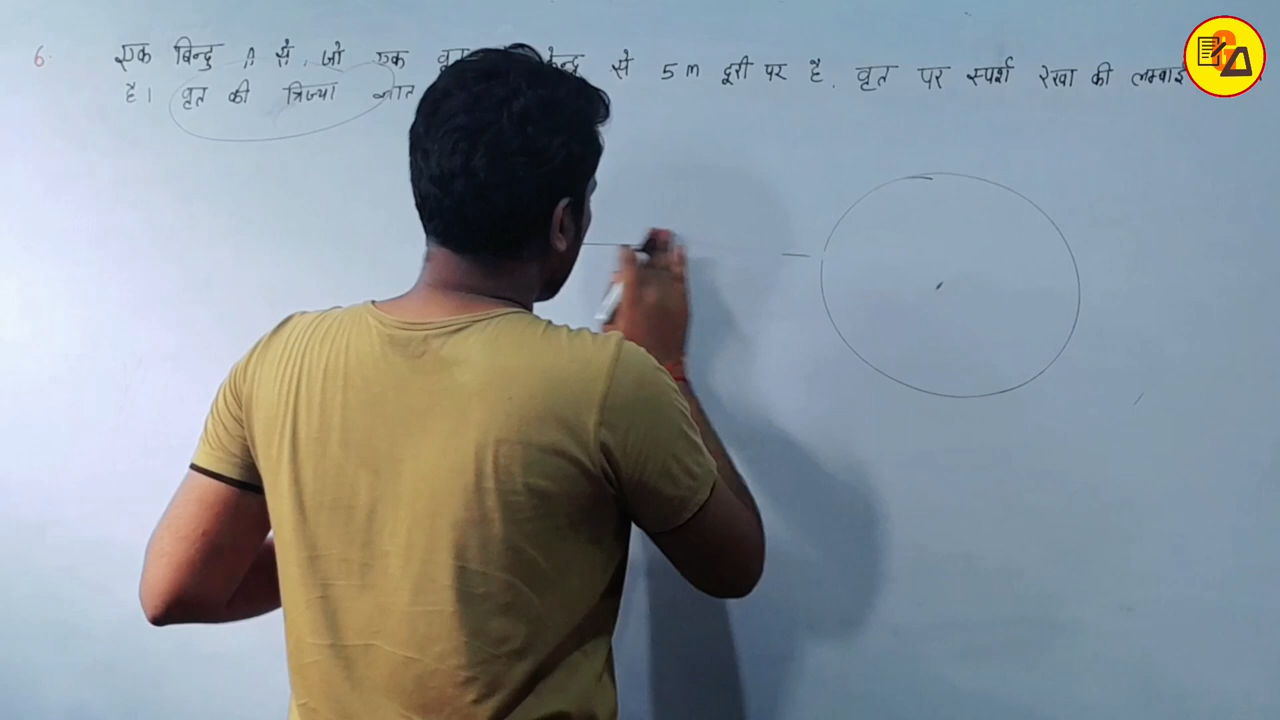 6. एक बिन्दु A से, जो एक केन्द्र से 5m दूरी पर है, वृत पर स्पर्श रेखा की लम्बाई
है। वृत की त्रिज्या ज्ञात